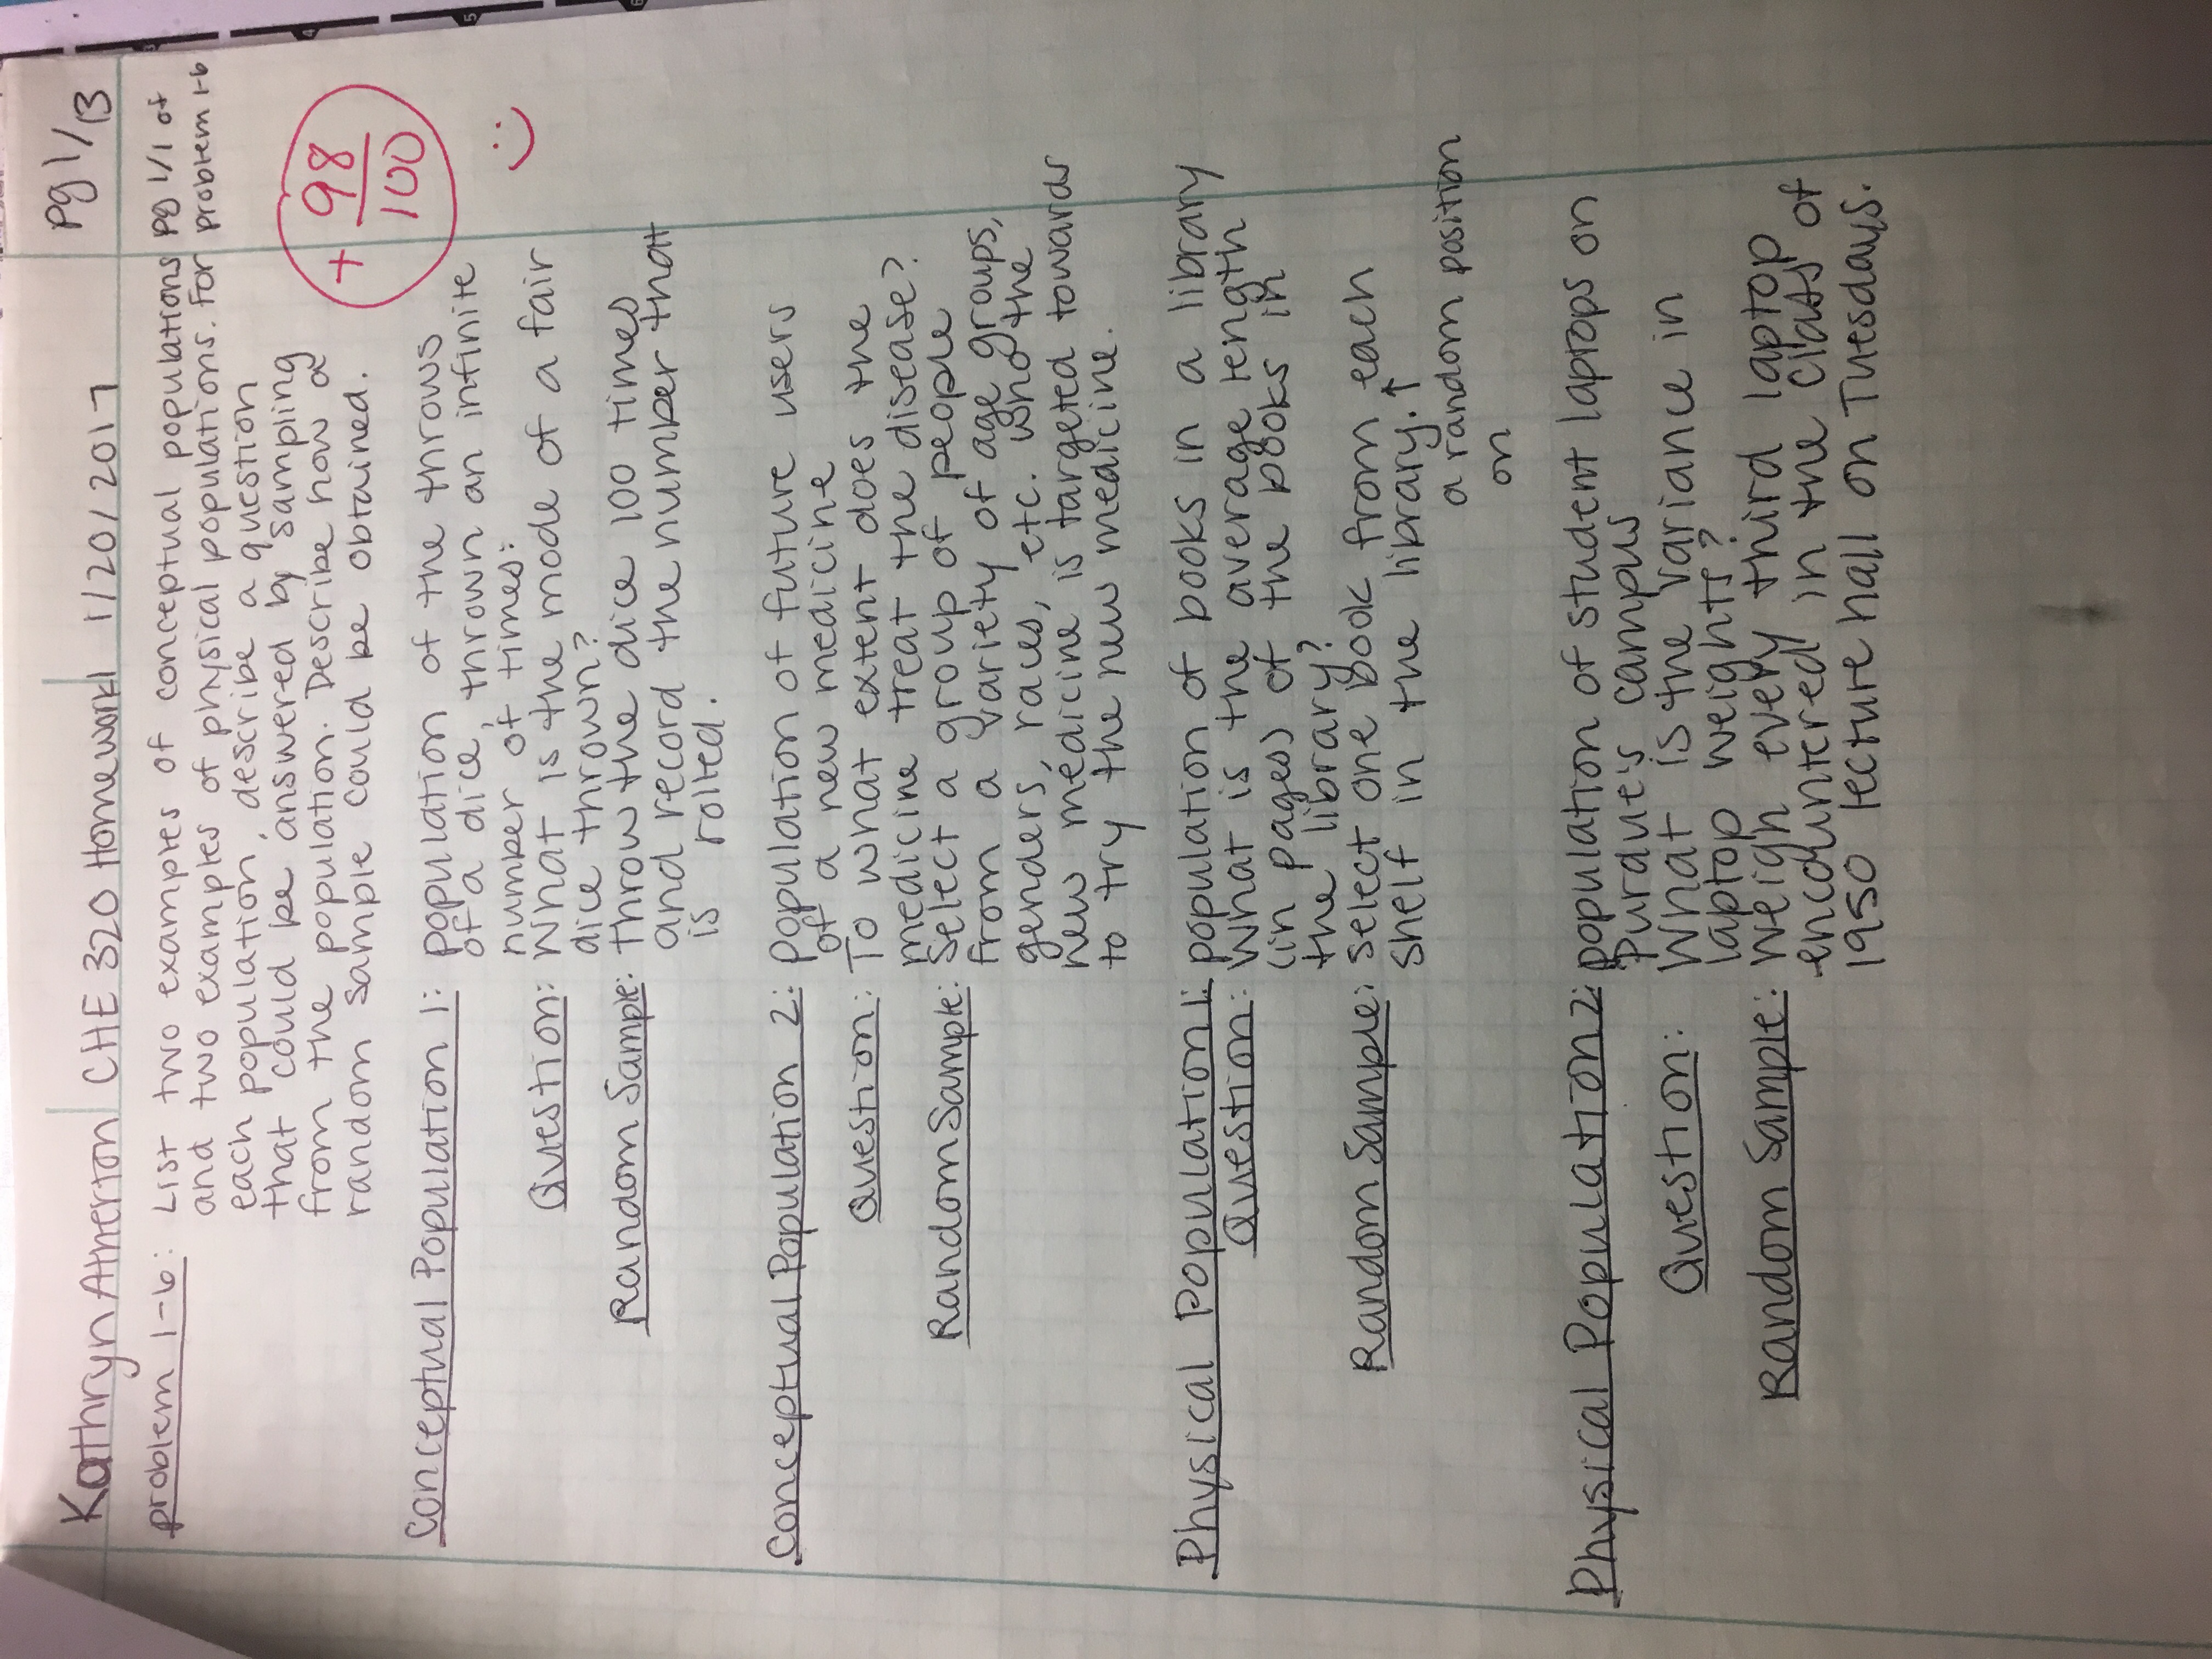 Kathryn Atherton CHE 320 Homework 1 1/20/2017 pg 1/13
problem 1-6: List two examples of conceptual populations pg 1/1 of
and two examples of physical populations. For problem 1-6
each population, describe a question
that could be answered by sampling
from the population. Describe how a
random sample could be obtained.
+ 98
100
Conceptual Population 1: population of the throws
of a dice, thrown an infinite
number of times:
Question: What is the mode of a fair
dice thrown?
Random Sample: Throw the dice 100 times
and record the number that
is rolled.
Conceptual Population 2: population of future users
of a new medicine
Question: To what extent does the
medicine treat the disease?
Random Sample: Select a group of people
from a variety of age groups,
genders, races, etc. who the
new medicine is targeted towards
to try the new medicine.
Physical Population 1: population of books in a library
Question: What is the average length
(in pages) of the books in
the library?
Random Sample: Select one book from each
shelf in the library. ↑
a random position
on
Physical Population 2: population of student laptops on
Purdue's campus
Question: What is the variance in
laptop weights?
Random Sample: Weigh every third laptop
encountered in the Class of
1950 lecture hall on Tuesdays.
4
5